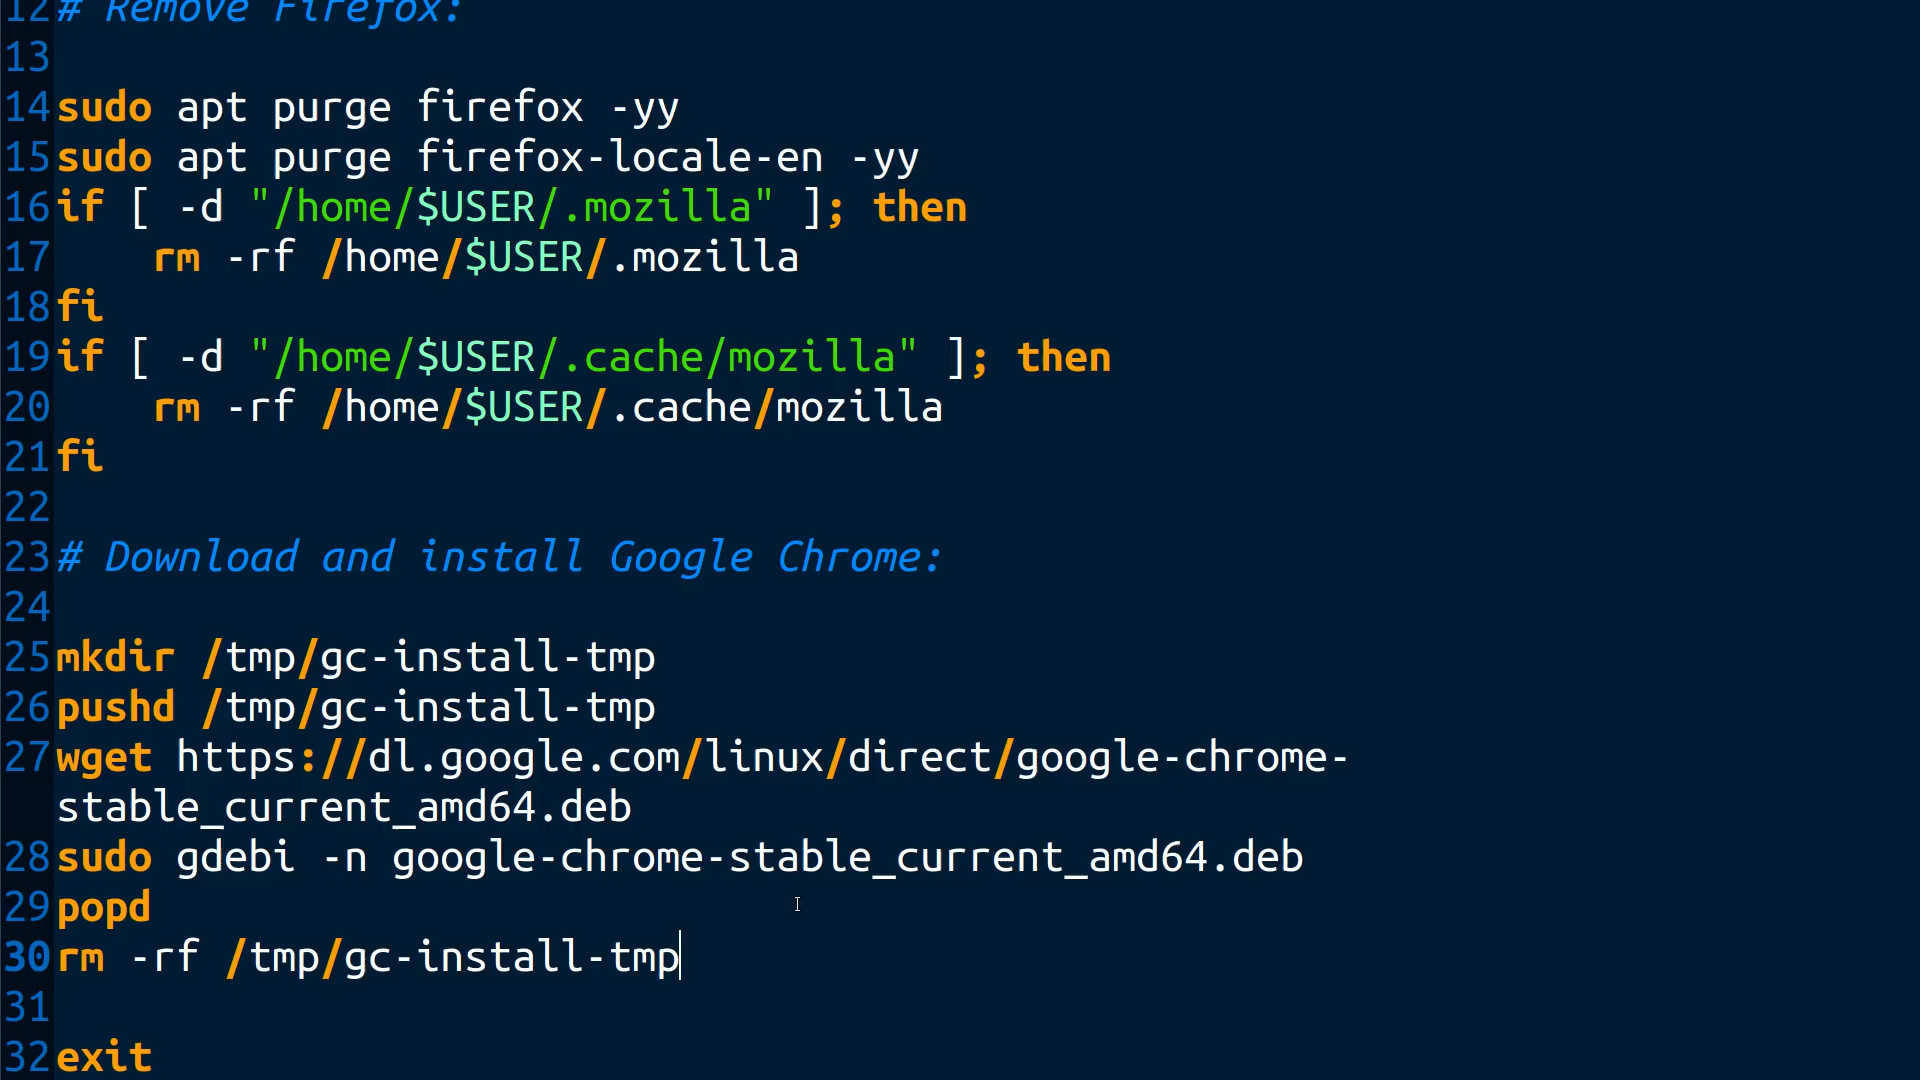 12# Remove Firefox:
13
14sudo apt purge firefox -yy
15sudo apt purge firefox-locale-en -yy
16if [ -d "/home/$USER/.mozilla" ]; then
17    rm -rf /home/$USER/.mozilla
18fi
19if [ -d "/home/$USER/.cache/mozilla" ]; then
20    rm -rf /home/$USER/.cache/mozilla
21fi
22
23# Download and install Google Chrome:
24
25mkdir /tmp/gc-install-tmp
26pushd /tmp/gc-install-tmp
27wget https://dl.google.com/linux/direct/google-chrome-
stable_current_amd64.deb
28sudo gdebi -n google-chrome-stable_current_amd64.deb
29popd
30rm -rf /tmp/gc-install-tmp
31
32exit